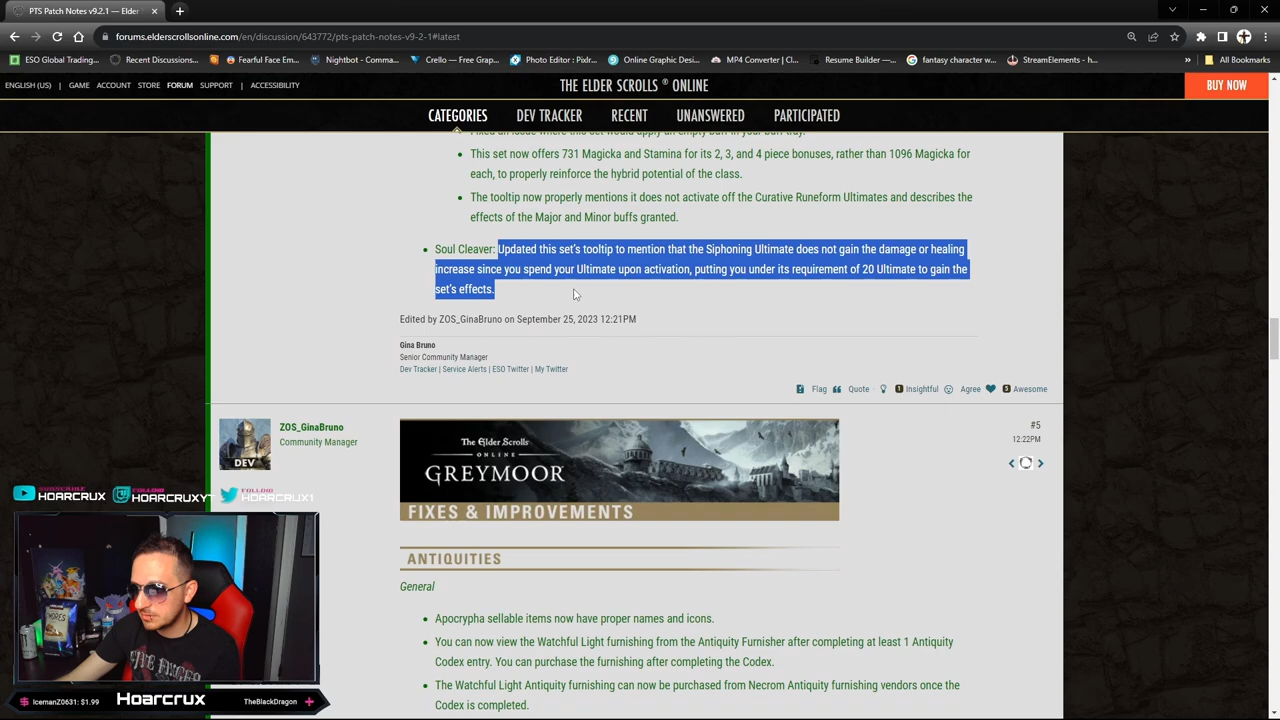 PTS Patch Notes v9.2.1 — Elder
forums.elderscrollsonline.com/en/discussion/643772/pts-patch-notes-v9-2-1#latest
ESO Global Trading... Recent Discussions... Fearful Face Em... Nightbot - Comma... Crello — Free Grap... Photo Editor : Pixlr... Online Graphic Desi... MP4 Converter | Cl... Resume Builder —... fantasy character w... StreamElements - h... » All Bookmarks
ENGLISH (US) | GAME ACCOUNT STORE FORUM SUPPORT | ACCESSIBILITY
THE ELDER SCROLLS ® ONLINE
BUY NOW
CATEGORIES DEV TRACKER RECENT UNANSWERED PARTICIPATED
Fixed an issue where this set would apply an empty buff in your buff tray.
• This set now offers 731 Magicka and Stamina for its 2, 3, and 4 piece bonuses, rather than 1096 Magicka for
each, to properly reinforce the hybrid potential of the class.
• The tooltip now properly mentions it does not activate off the Curative Runeform Ultimates and describes the
effects of the Major and Minor buffs granted.
• Soul Cleaver: Updated this set's tooltip to mention that the Siphoning Ultimate does not gain the damage or healing
increase since you spend your Ultimate upon activation, putting you under its requirement of 20 Ultimate to gain the
set's effects.
Edited by ZOS_GinaBruno on September 25, 2023 12:21PM
Gina Bruno
Senior Community Manager
Dev Tracker | Service Alerts | ESO Twitter | My Twitter
Flag Quote · 1 Insightful Agree 5 Awesome
ZOS_GinaBruno
Community Manager
DEV
#5
12:22PM
The Elder Scrolls
ONLINE
GREYMOOR
FIXES & IMPROVEMENTS
ANTIQUITIES
General
• Apocrypha sellable items now have proper names and icons.
• You can now view the Watchful Light furnishing from the Antiquity Furnisher after completing at least 1 Antiquity
Codex entry. You can purchase the furnishing after completing the Codex.
• The Watchful Light Antiquity furnishing can now be purchased from Necrom Antiquity furnishing vendors once the
Codex is completed.
SUBSCRIBE
HOARCRUX
FOLLOW
HOARCRUXYT
FOLLOW
HOARCRUX1
IcemanZ0631: $1.99
Hoarcrux
TheBlackDragon